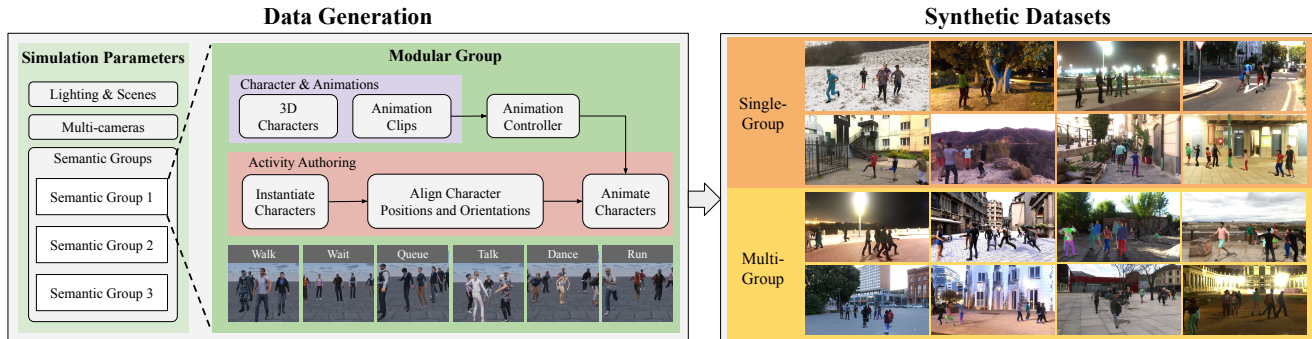 Data Generation
Synthetic Datasets
Simulation Parameters
Lighting & Scenes
Multi-cameras
Semantic Groups
Semantic Group 1
Semantic Group 2
Semantic Group 3
Modular Group
Character & Animations
3D
Characters
Animation
Clips
Animation
Controller
Activity Authoring
Instantiate
Characters
Align Character
Positions and Orientations
Animate
Characters
Walk
Wait
Queue
Talk
Dance
Run
Single-
Group
Multi-
Group